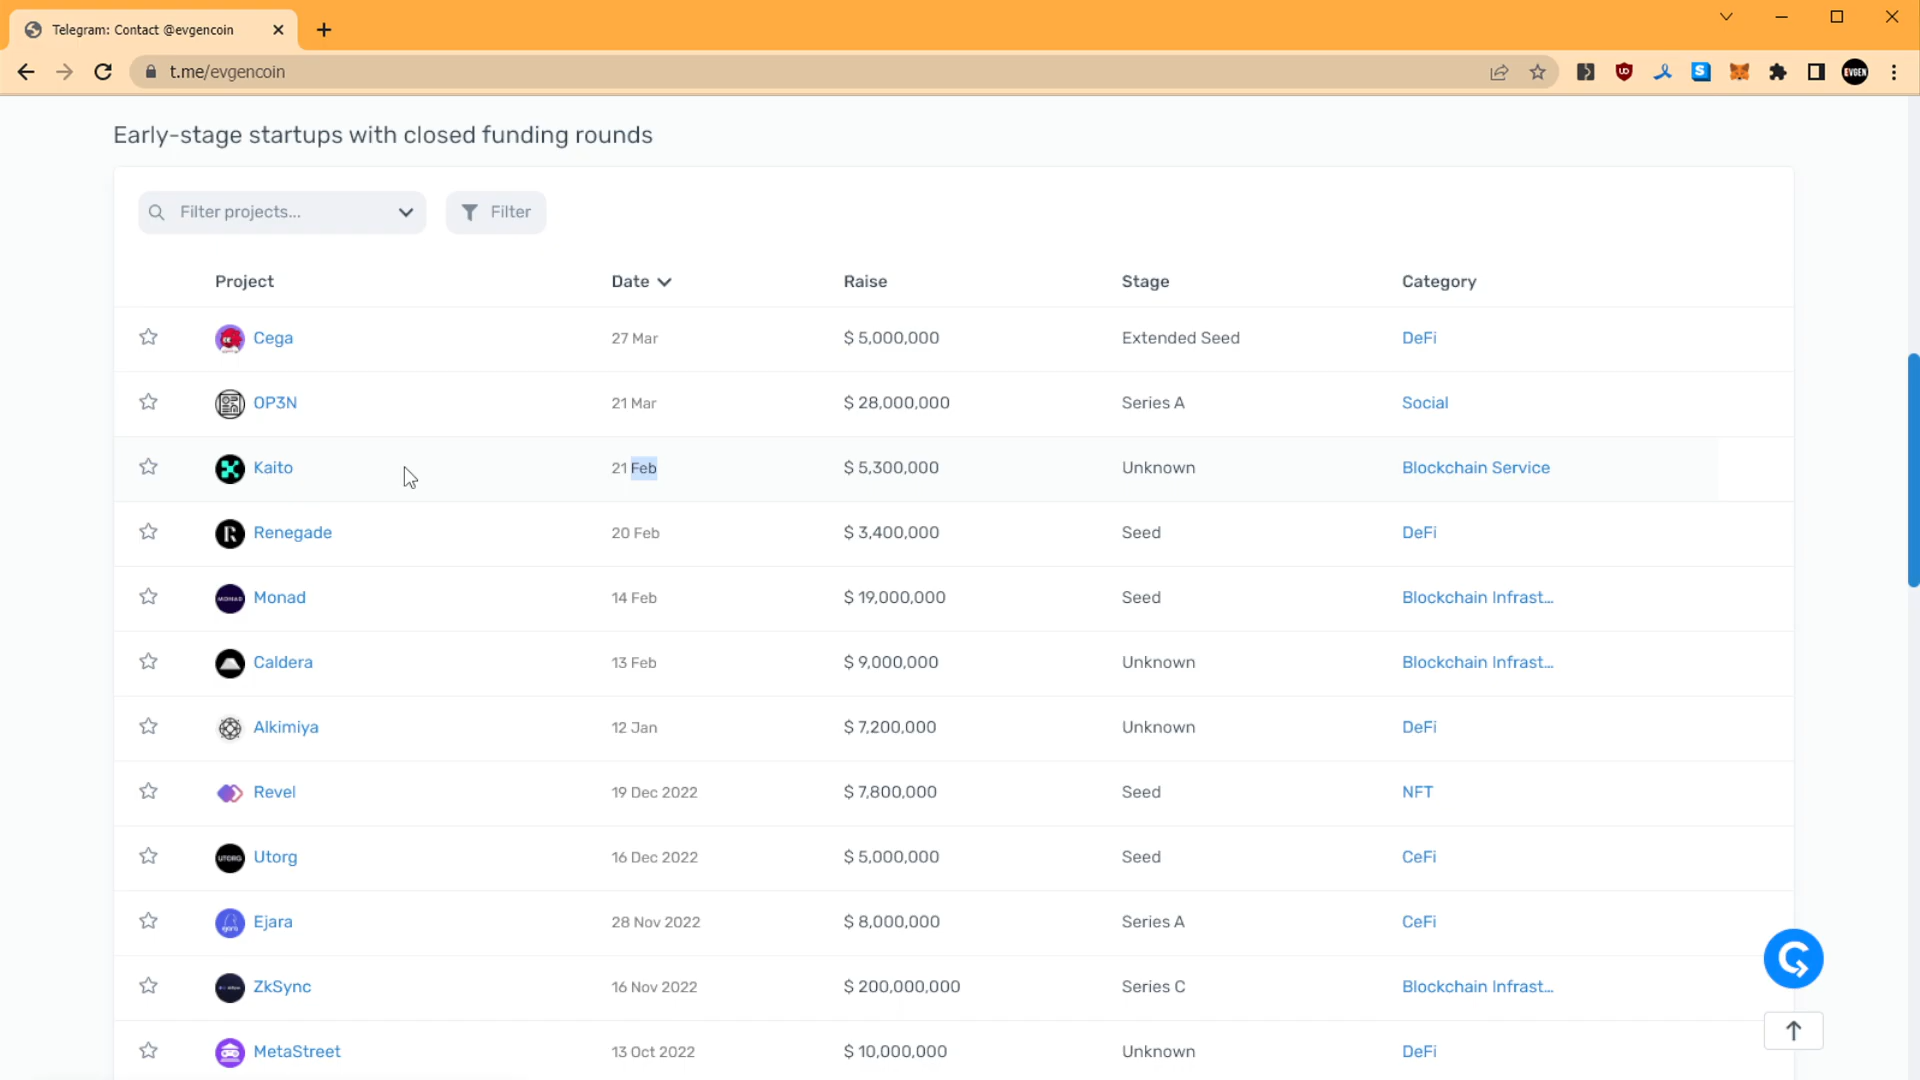 Telegram: Contact @evgencoin
t.me/evgencoin
EVGEN
Early-stage startups with closed funding rounds
Filter projects...
Filter
Project Date Raise Stage Category
Cega 27 Mar $ 5,000,000 Extended Seed DeFi
OP3N 21 Mar $ 28,000,000 Series A Social
Kaito 21 Feb $ 5,300,000 Unknown Blockchain Service
Renegade 20 Feb $ 3,400,000 Seed DeFi
MONAD Monad 14 Feb $ 19,000,000 Seed Blockchain Infrast...
Caldera 13 Feb $ 9,000,000 Unknown Blockchain Infrast...
Alkimiya 12 Jan $ 7,200,000 Unknown DeFi
Revel 19 Dec 2022 $ 7,800,000 Seed NFT
UTORG Utorg 16 Dec 2022 $ 5,000,000 Seed CeFi
Ejara 28 Nov 2022 $ 8,000,000 Series A CeFi
ZkSync 16 Nov 2022 $ 200,000,000 Series C Blockchain Infrast...
MetaStreet 13 Oct 2022 $ 10,000,000 Unknown DeFi